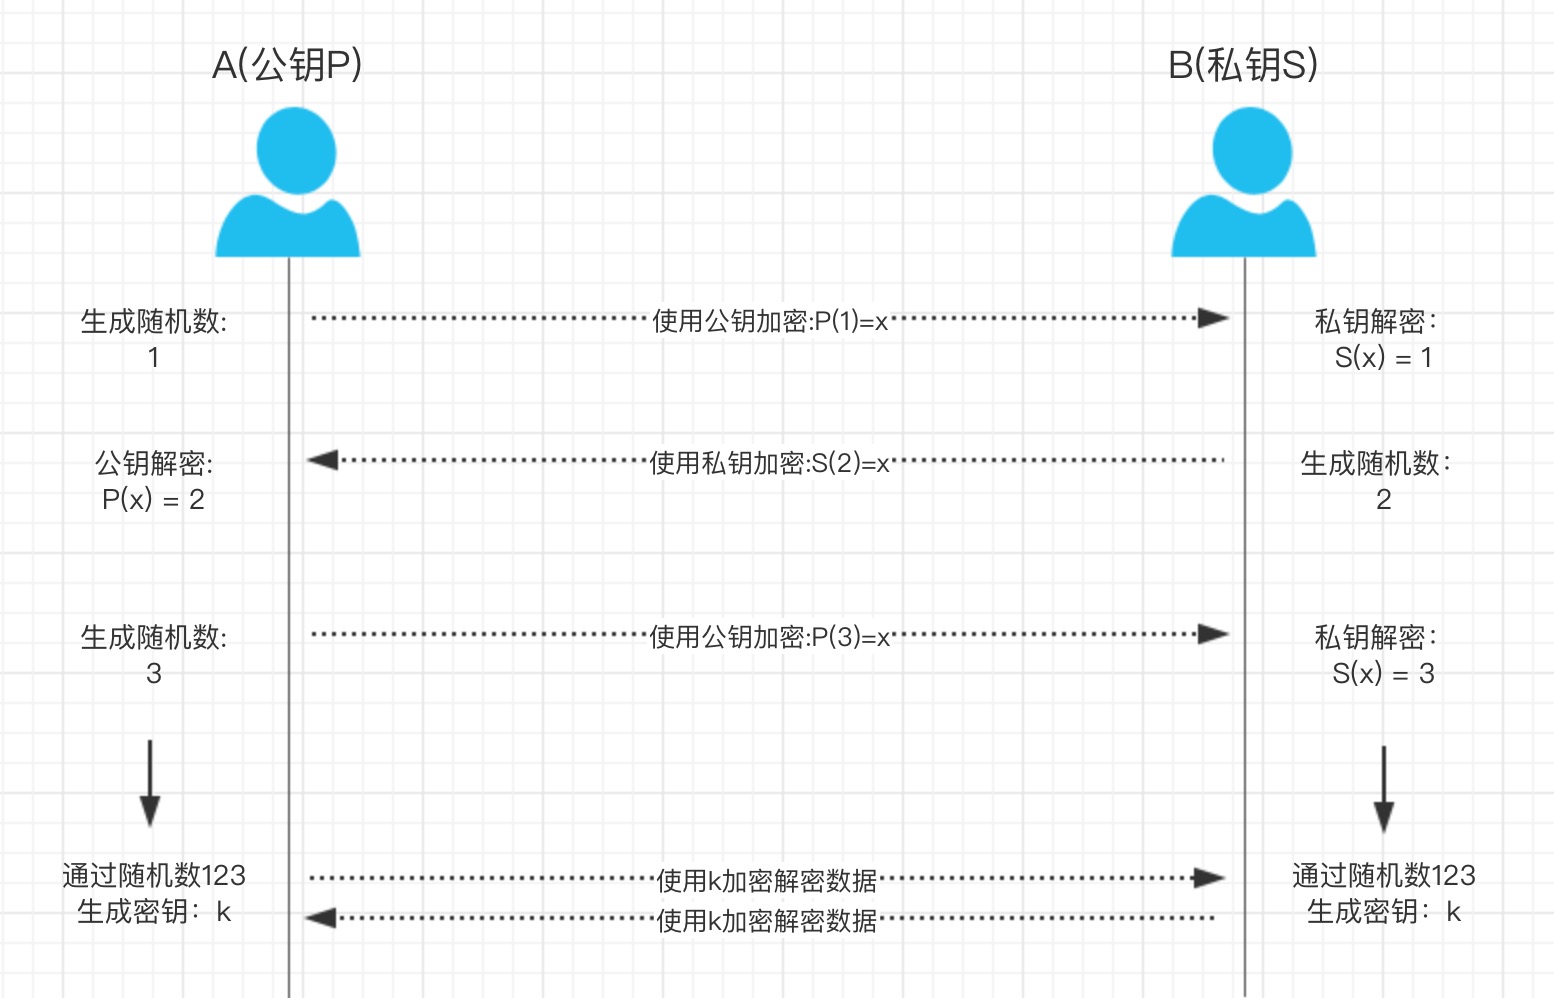 A(公钥P)
B(私钥S)
生成随机数:
1
使用公钥加密:P(1)=x
私钥解密：
S(x) = 1
公钥解密:
P(x) = 2
使用私钥加密:S(2)=x
生成随机数：
2
生成随机数:
3
使用公钥加密:P(3)=x
私钥解密：
S(x) = 3
通过随机数123
生成密钥：k
使用k加密解密数据
使用k加密解密数据
通过随机数123
生成密钥：k